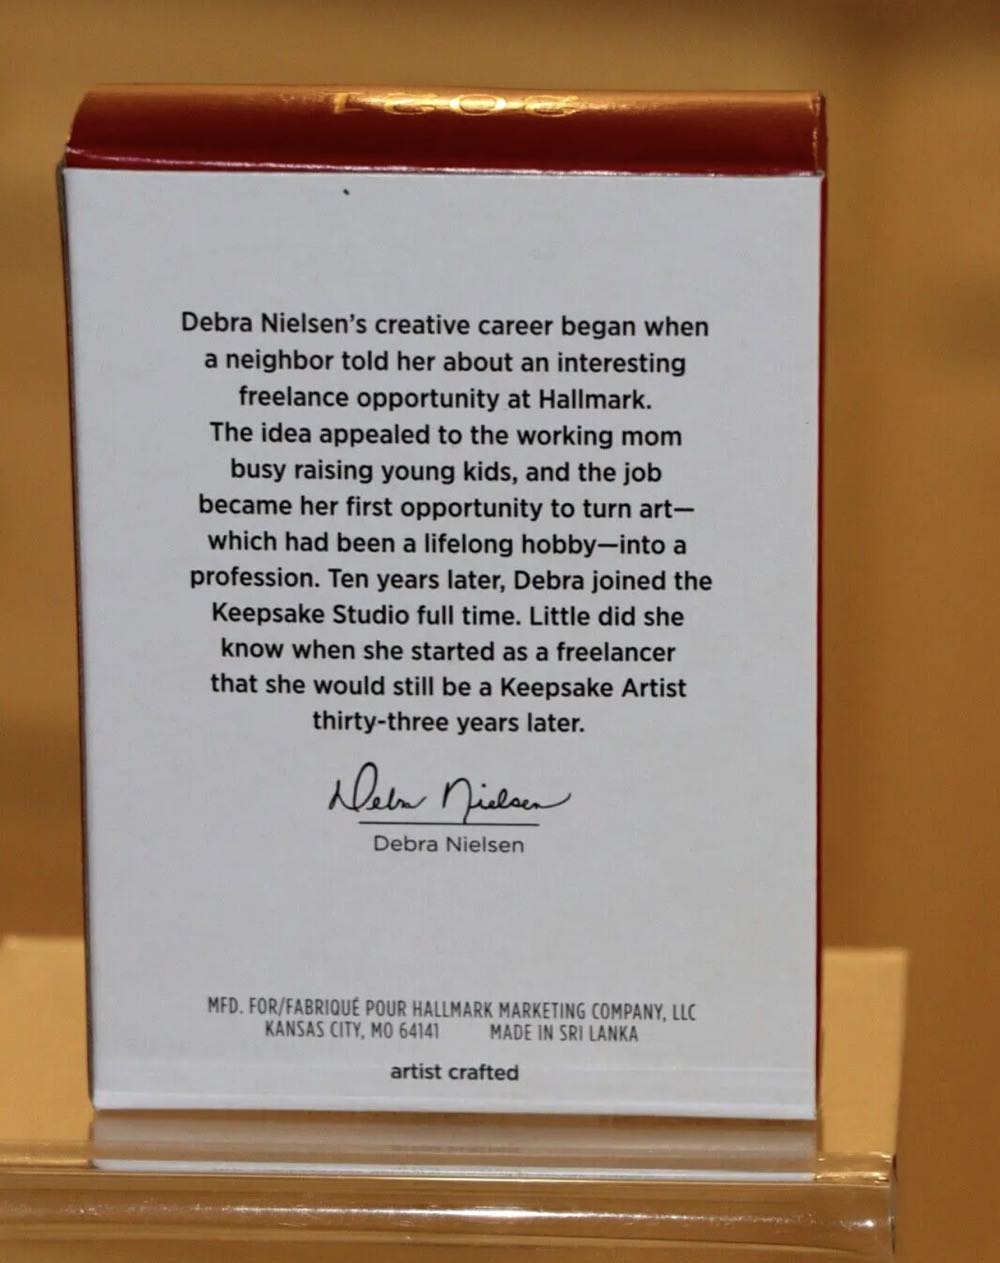 Debra Nielsen’s creative career began when
a neighbor told her about an interesting
freelance opportunity at Hallmark.
The idea appealed to the working mom
busy raising young kids, and the job
became her first opportunity to turn art—
which had been a lifelong hobby—into a
profession. Ten years later, Debra joined the
Keepsake Studio full time. Little did she
know when she started as a freelancer
that she would still be a Keepsake Artist
thirty-three years later.
Debra Nielsen
Debra Nielsen
MFD. FOR/FABRIQUÉ POUR HALLMARK MARKETING COMPANY, LLC
KANSAS CITY, MO 64141 MADE IN SRI LANKA
artist crafted